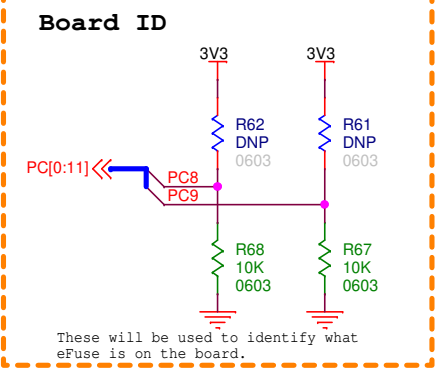 Board ID
3V3 3V3
R62 R61
DNP DNP
0603 0603
PC[0:11]
PC8
PC9
R68 R67
10K 10K
0603 0603
These will be used to identify what
eFuse is on the board.